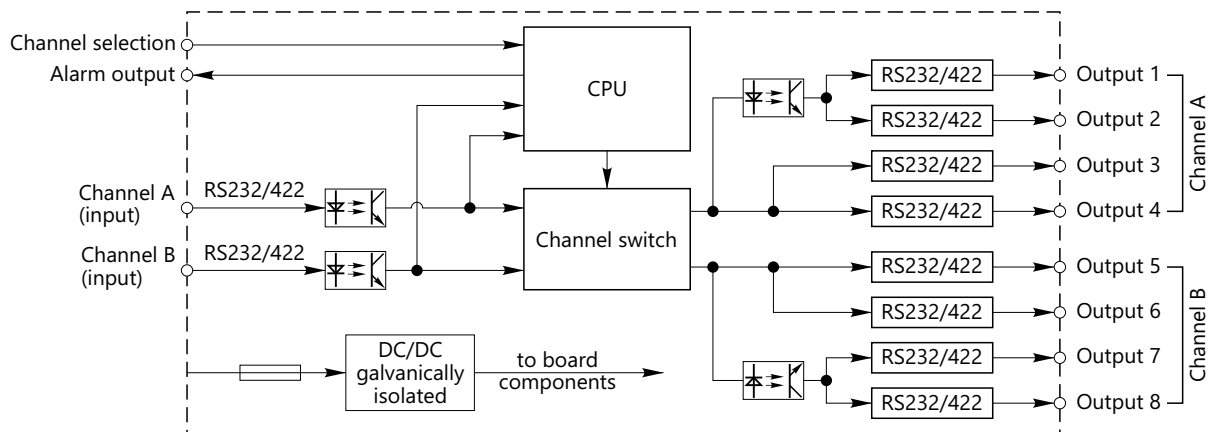 Channel selection
Alarm output
CPU
Channel A
(input)
RS232/422
Channel B
(input)
RS232/422
Channel switch
DC/DC
galvanically
isolated
to board
components
RS232/422
Output 1
RS232/422
Output 2
RS232/422
Output 3
RS232/422
Output 4
Channel A
RS232/422
Output 5
RS232/422
Output 6
RS232/422
Output 7
RS232/422
Output 8
Channel B